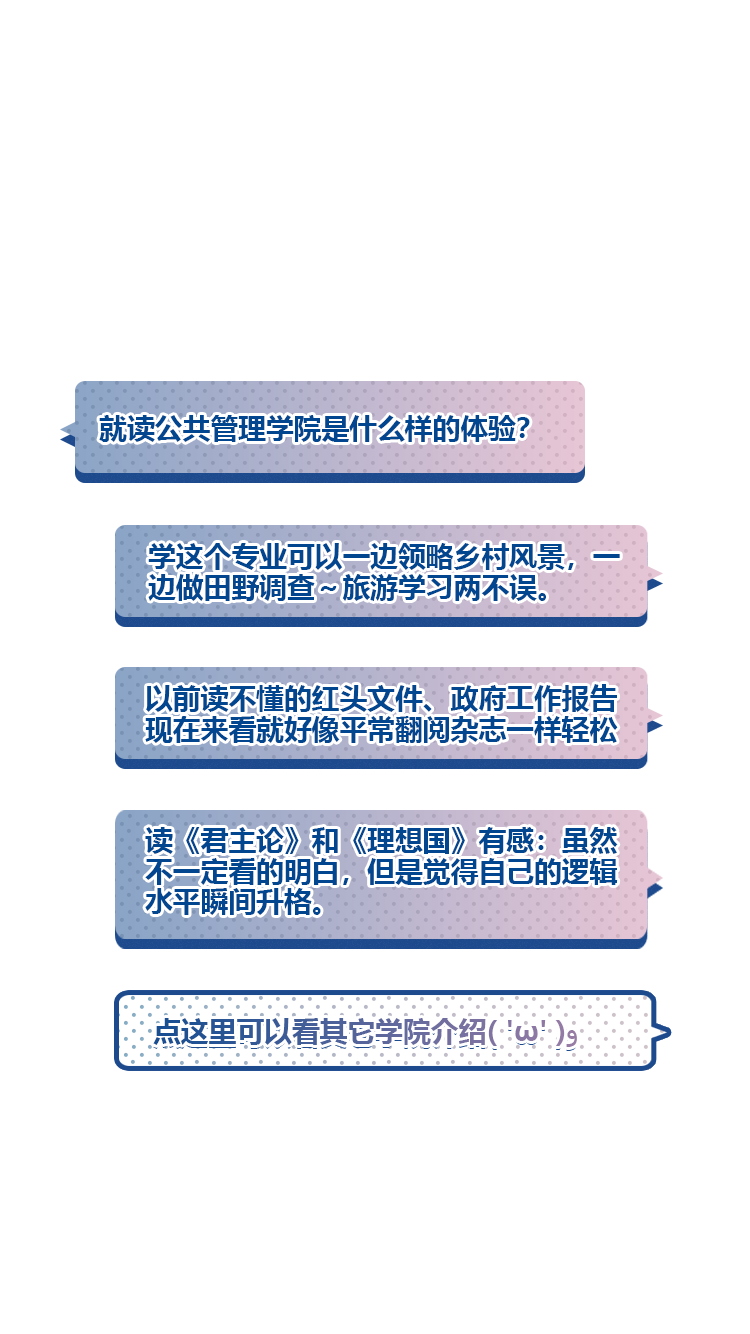 就读公共管理学院是什么样的体验？
学这个专业可以一边领略乡村风景，一
边做田野调查～旅游学习两不误。
以前读不懂的红头文件、政府工作报告
现在来看就好像平常翻阅杂志一样轻松
读《君主论》和《理想国》有感：虽然
不一定看的明白，但是觉得自己的逻辑
水平瞬间升格。
点这里可以看其它学院介绍( 'ω' )و